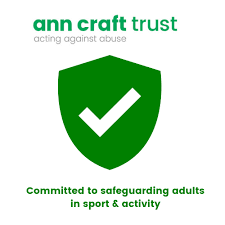 ann craft trust
acting against abuse
Committed to safeguarding adults
in sport & activity